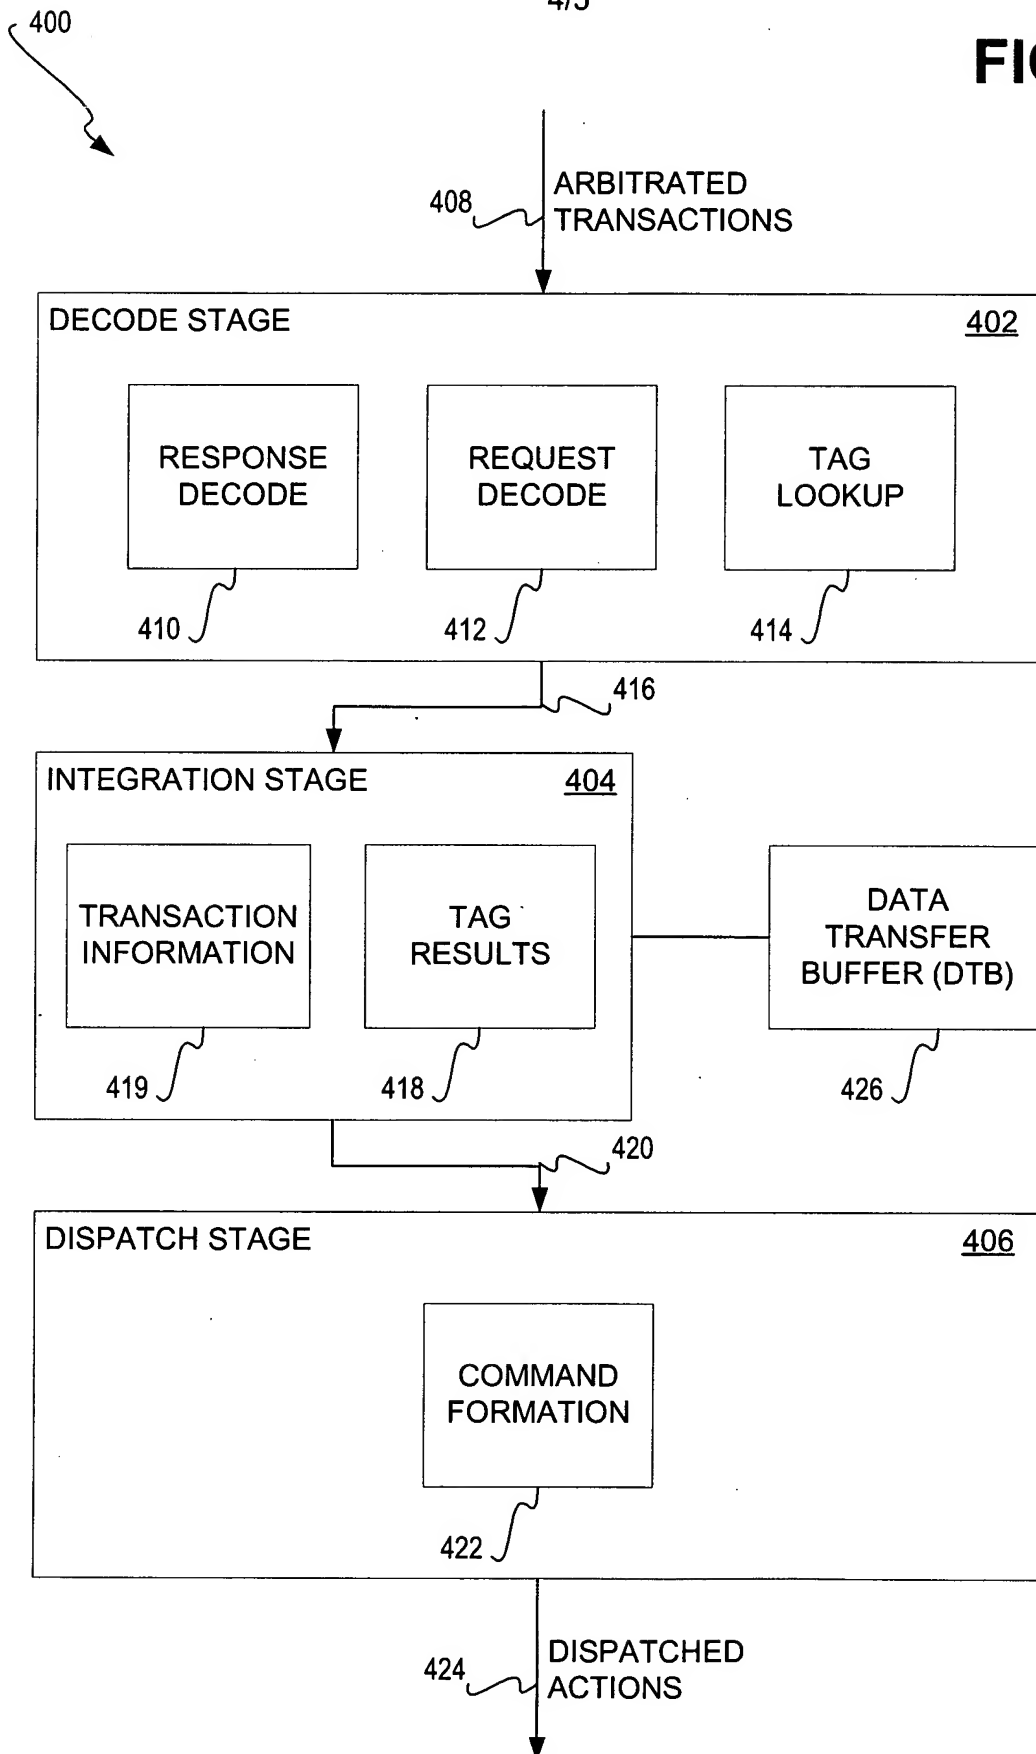 400
FIG
408
ARBITRATED
TRANSACTIONS
DECODE STAGE
402
RESPONSE
DECODE
REQUEST
DECODE
TAG
LOOKUP
410
412
414
416
INTEGRATION STAGE
404
TRANSACTION
INFORMATION
TAG
RESULTS
DATA
TRANSFER
BUFFER (DTB)
419
418
426
420
DISPATCH STAGE
406
COMMAND
FORMATION
422
424
DISPATCHED
ACTIONS